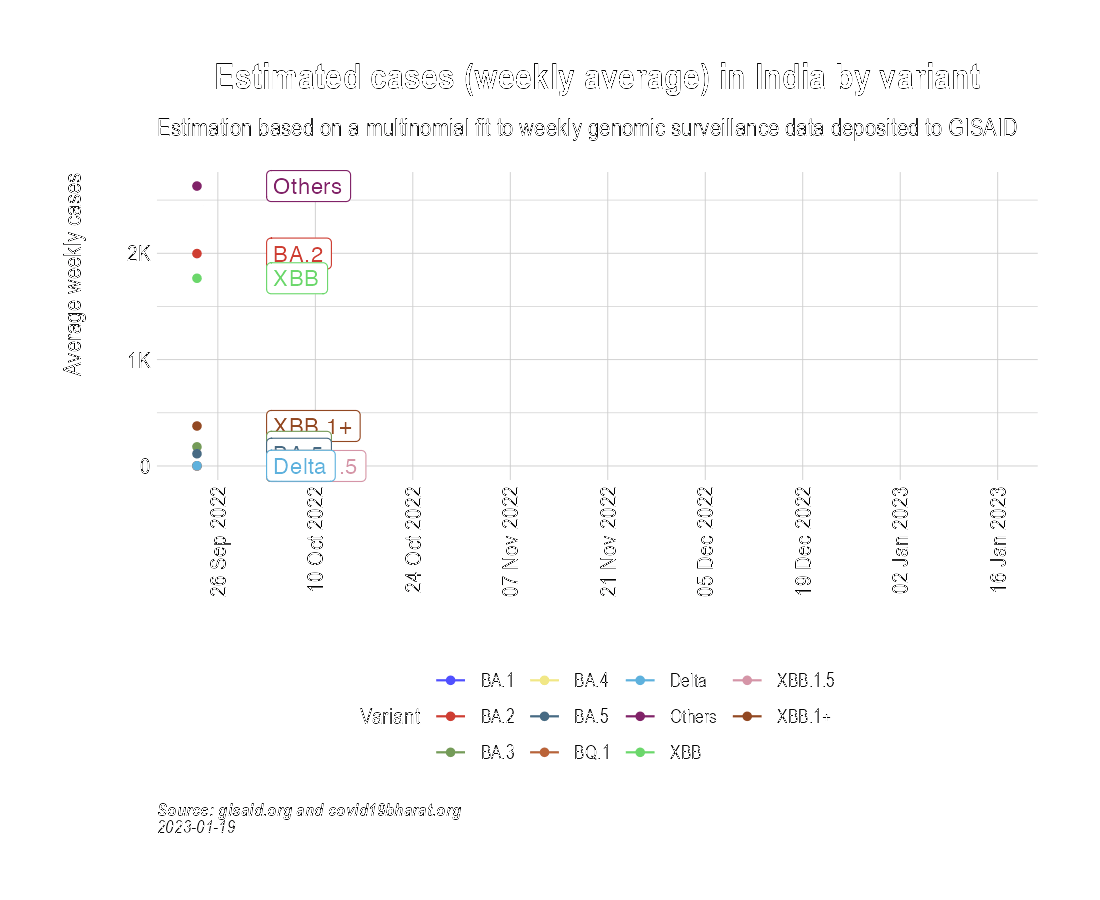 Estimated cases (weekly average) in India by variant
Estimation based on a multinomial fit to weekly genomic surveillance data deposited to GISAID
Average weekly cases
2K
1K
0
Others
BA.2
XBB
XBB.1+
BA.5
Delta
.5
26 Sep 2022
10 Oct 2022
24 Oct 2022
07 Nov 2022
21 Nov 2022
05 Dec 2022
19 Dec 2022
02 Jan 2023
16 Jan 2023
Variant
BA.1
BA.4
Delta
XBB.1.5
BA.2
BA.5
Others
XBB.1+
BA.3
BQ.1
XBB
Source: gisaid.org and covid19bharat.org
2023-01-19